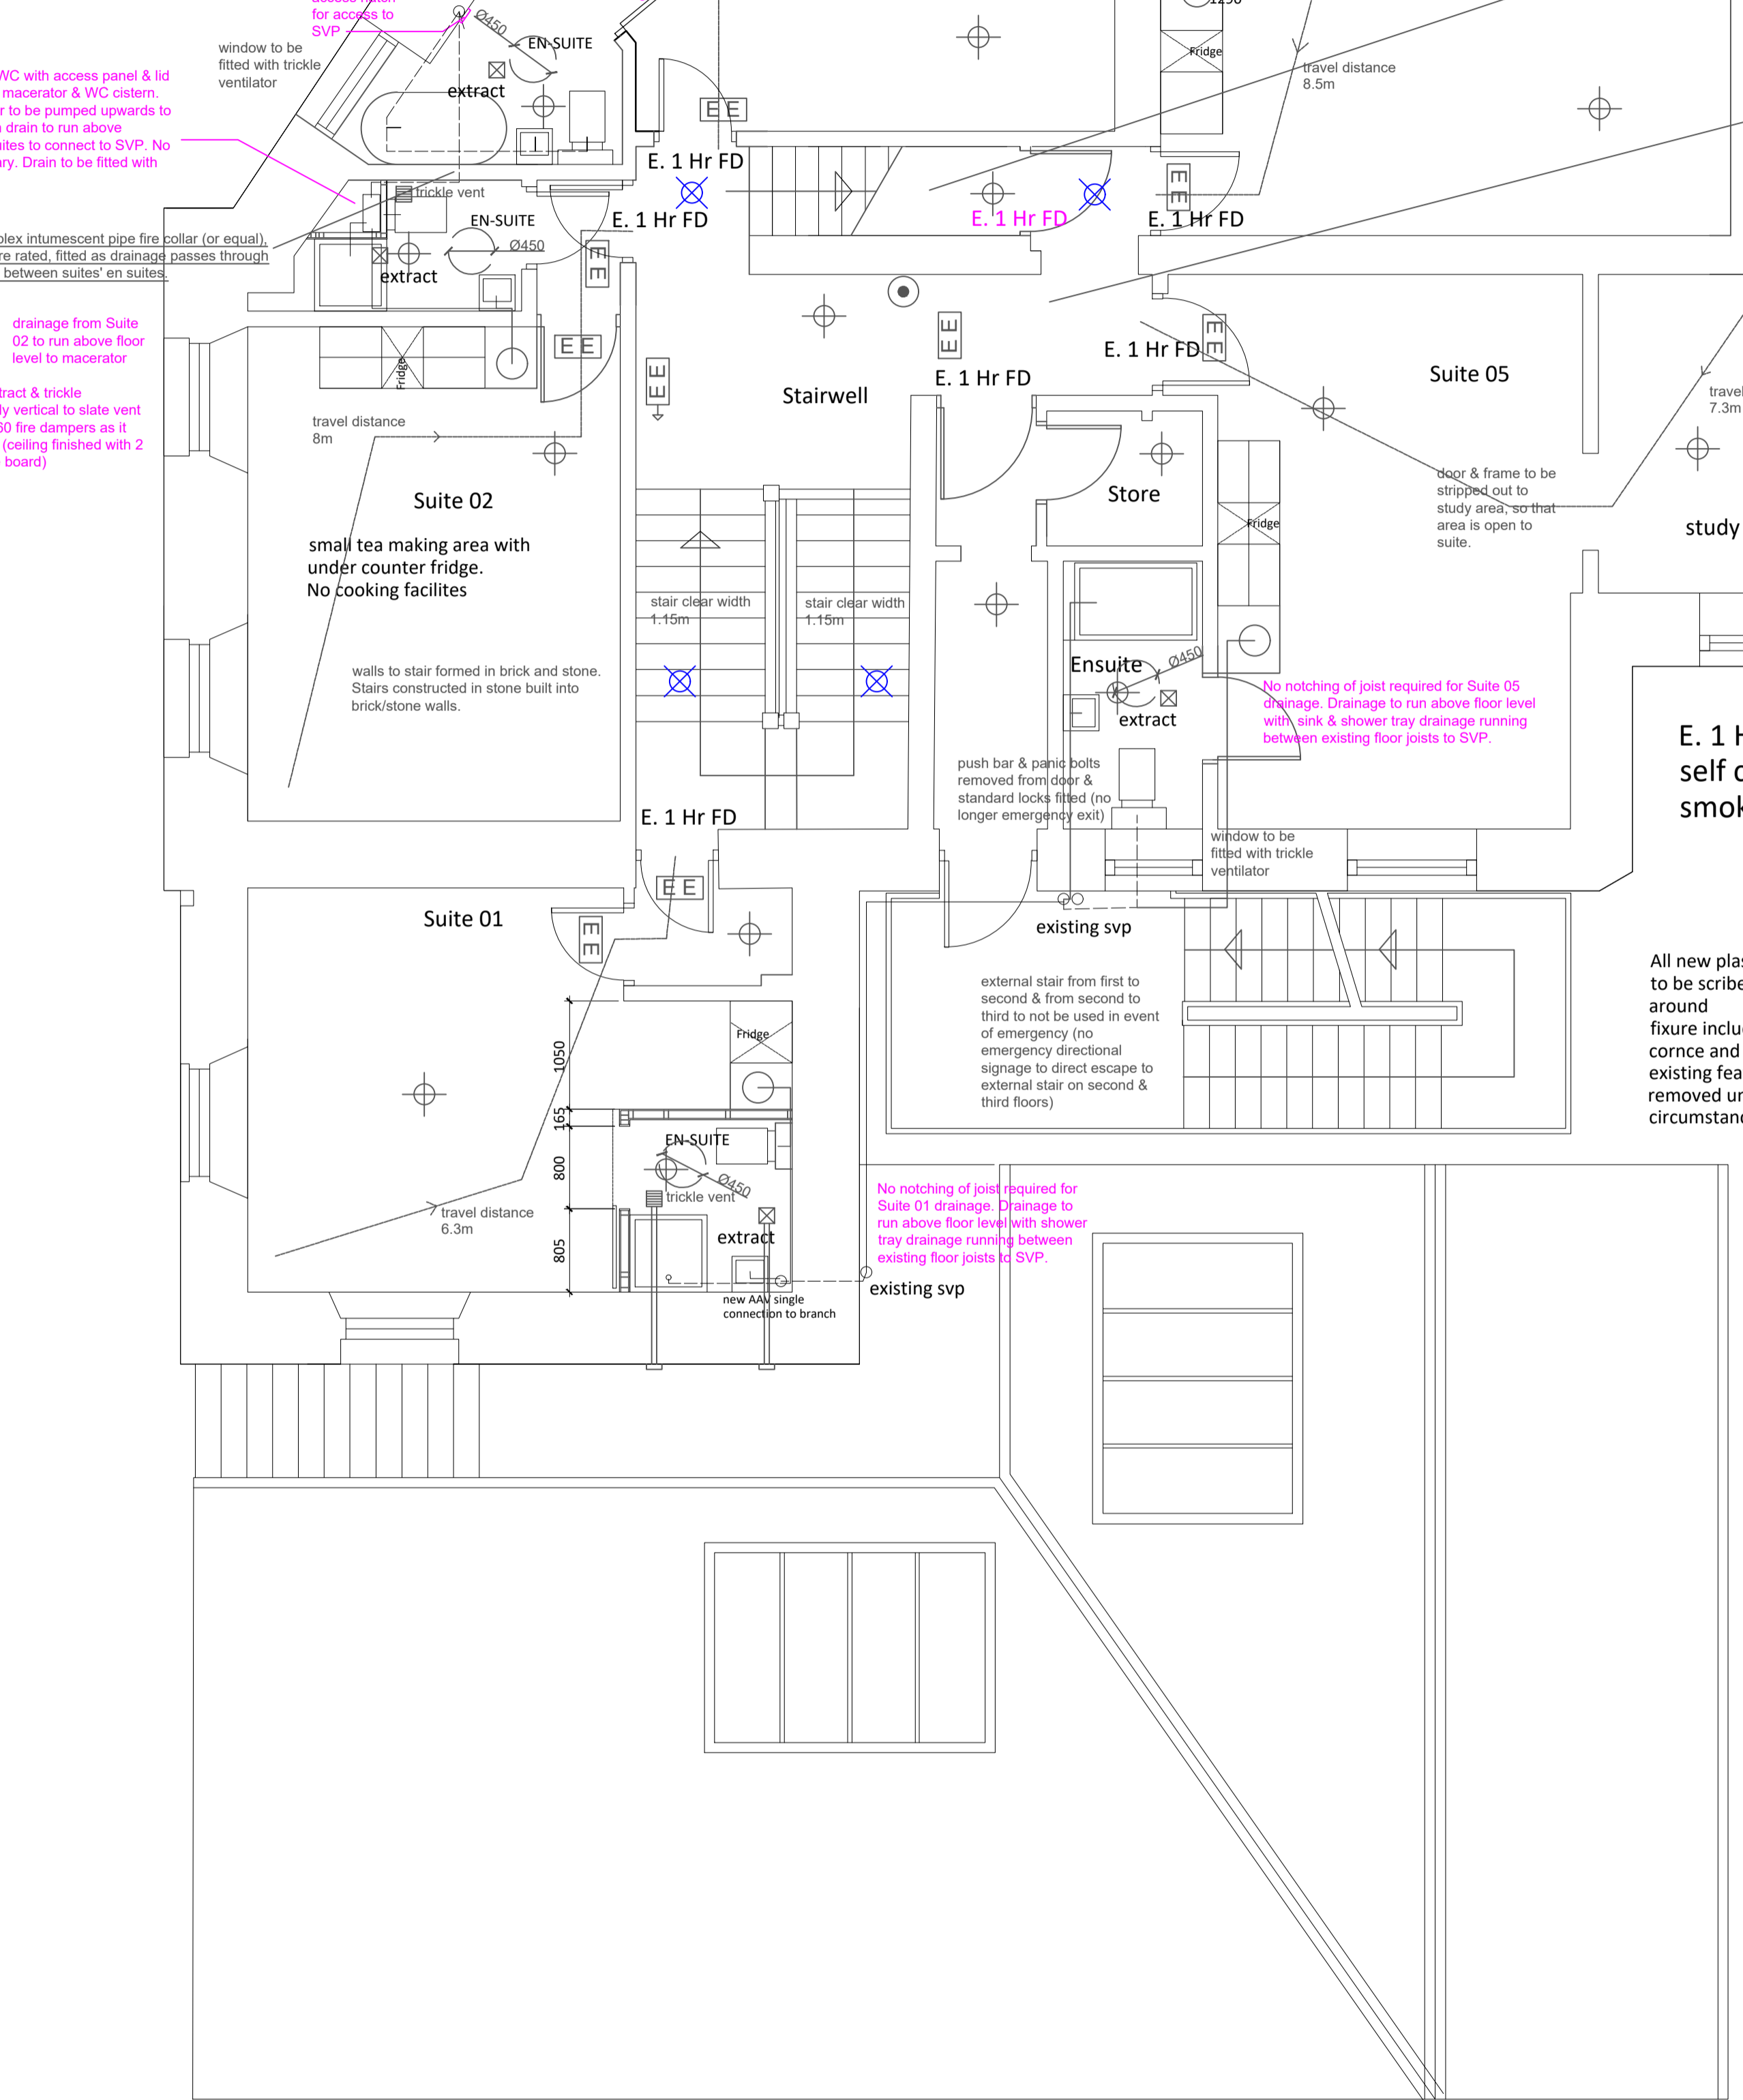 for access to
SVP
window to be
fitted with trickle
ventilator
Ø450
EN-SUITE
extract
EE
E. 1 Hr FD
1250
Fridge
travel distance
8.5m
WC with access panel & lid
macerator & WC cistern.
to be pumped upwards to
drain to run above
to connect to SVP. No
Drain to be fitted with
trickle vent
EN-SUITE
Ø450
extract
E. 1 Hr FD
EE
E. 1 Hr FD
EE
E. 1 Hr FD
intumescent pipe fire collar (or equal),
rated, fitted as drainage passes through
between suites' en suites.
drainage from Suite
02 to run above floor
level to macerator
& trickle
vertical to slate vent
60 fire dampers as it
(ceiling finished with 2
board)
Fridge
EE
EE
travel distance
8m
Suite 02
small tea making area with
under counter fridge.
No cooking facilites
walls to stair formed in brick and stone.
Stairs constructed in stone built into
brick/stone walls.
Stairwell
EE
E. 1 Hr FD
E. 1 Hr FD
EE
Suite 05
7.3m
Store
Fridge
door & frame to be
stripped out to
study area, so that
area is open to
suite.
study
stair clear width
1.15m
stair clear width
1.15m
Ensuite
Ø450
extract
No notching of joist required for Suite 05
drainage. Drainage to run above floor level
with sink & shower tray drainage running
between existing floor joists to SVP.
E. 1
self
push bar & panic bolts
removed from door &
standard locks fitted (no
longer emergency exit)
window to be
fitted with trickle
ventilator
E. 1 Hr FD
EE
Suite 01
EE
existing svp
external stair from first to
second & from second to
third to not be used in event
of emergency (no
emergency directional
signage to direct escape to
external stair on second &
third floors)
All new
to be
around
fixure
cornce and
existing
removed
Fridge
1050
165
800
805
EN-SUITE
Ø450
trickle vent
extract
travel distance
6.3m
No notching of joist required for
Suite 01 drainage. Drainage to
run above floor level with shower
tray drainage running between
existing floor joists to SVP.
existing svp
new AAV single
connection to branch